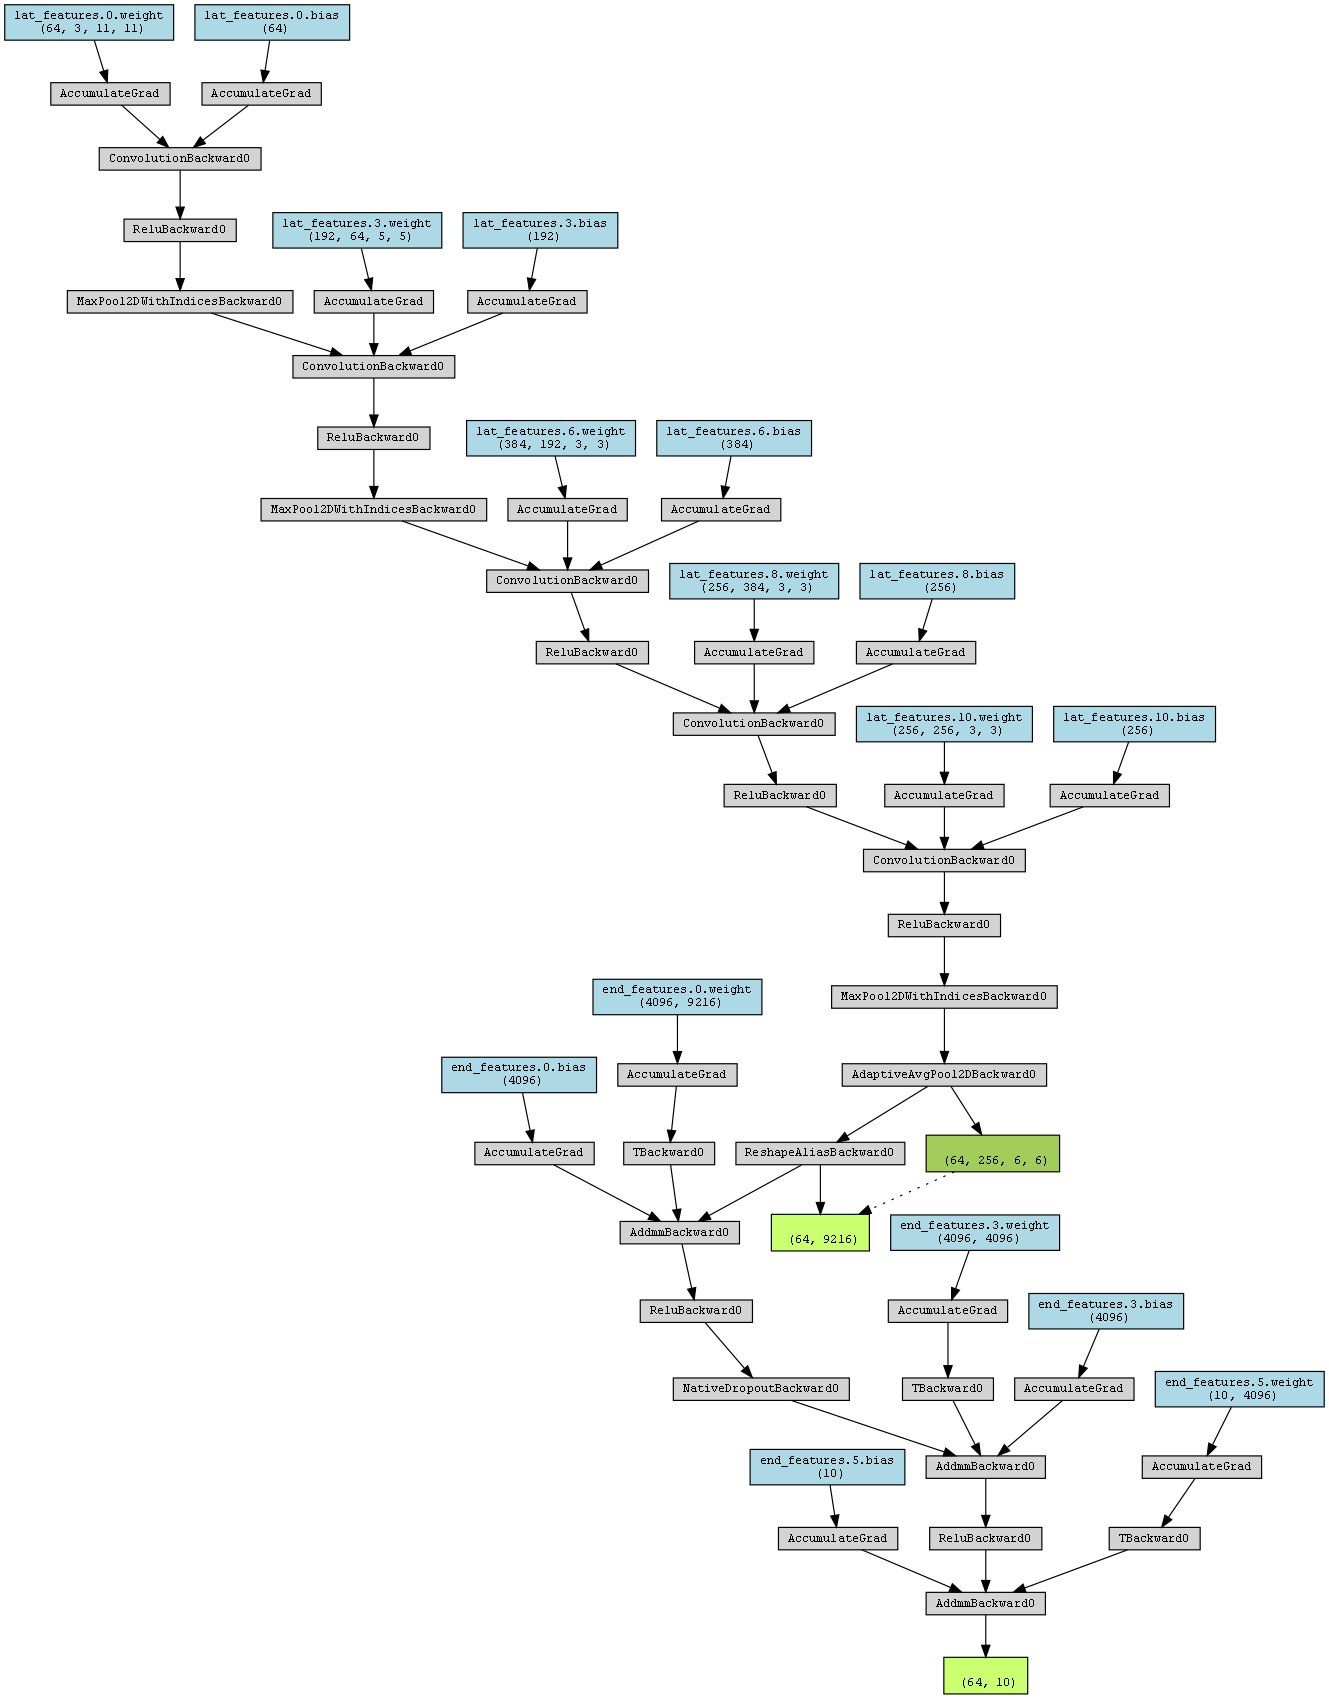 lat_features.0.weight
(64, 3, 11, 11)
lat_features.0.bias
(64)
AccumulateGrad
AccumulateGrad
ConvolutionBackward0
ReluBackward0
lat_features.3.weight
(192, 64, 5, 5)
lat_features.3.bias
(192)
MaxPool2DWithIndicesBackward0
AccumulateGrad
AccumulateGrad
ConvolutionBackward0
ReluBackward0
lat_features.6.weight
(384, 192, 3, 3)
lat_features.6.bias
(384)
MaxPool2DWithIndicesBackward0
AccumulateGrad
AccumulateGrad
ConvolutionBackward0
lat_features.8.weight
(256, 384, 3, 3)
lat_features.8.bias
(256)
ReluBackward0
AccumulateGrad
AccumulateGrad
ConvolutionBackward0
lat_features.10.weight
(256, 256, 3, 3)
lat_features.10.bias
(256)
ReluBackward0
AccumulateGrad
AccumulateGrad
ConvolutionBackward0
ReluBackward0
end_features.0.weight
(4096, 9216)
MaxPool2DWithIndicesBackward0
end_features.0.bias
(4096)
AccumulateGrad
AdaptiveAvgPool2DBackward0
AccumulateGrad
TBackward0
ReshapeAliasBackward0
(64, 256, 6, 6)
AddmmBackward0
(64, 9216)
end_features.3.weight
(4096, 4096)
ReluBackward0
AccumulateGrad
end_features.3.bias
(4096)
NativeDropoutBackward0
TBackward0
AccumulateGrad
end_features.5.weight
(10, 4096)
end_features.5.bias
(10)
AddmmBackward0
AccumulateGrad
AccumulateGrad
ReluBackward0
TBackward0
AddmmBackward0
(64, 10)